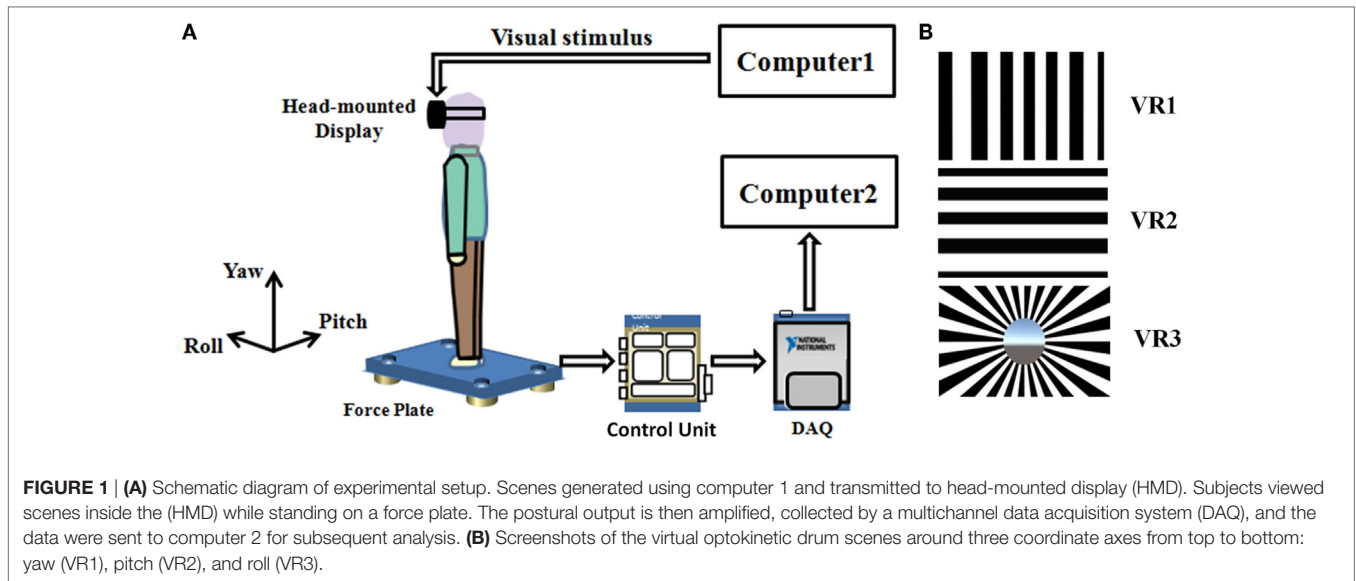 A
Visual stimulus
Computer1
B
Head-mounted
Display
VR1
Computer2
VR2
Yaw
Pitch
Roll
VR3
Control
Unit
NATIONAL
INSTRUMENTS
Force Plate
Control Unit
DAQ
FIGURE 1 | (A) Schematic diagram of experimental setup. Scenes generated using computer 1 and transmitted to head-mounted display (HMD). Subjects viewed
scenes inside the (HMD) while standing on a force plate. The postural output is then amplified, collected by a multichannel data acquisition system (DAQ), and the
data were sent to computer 2 for subsequent analysis. (B) Screenshots of the virtual optokinetic drum scenes around three coordinate axes from top to bottom:
yaw (VR1), pitch (VR2), and roll (VR3).